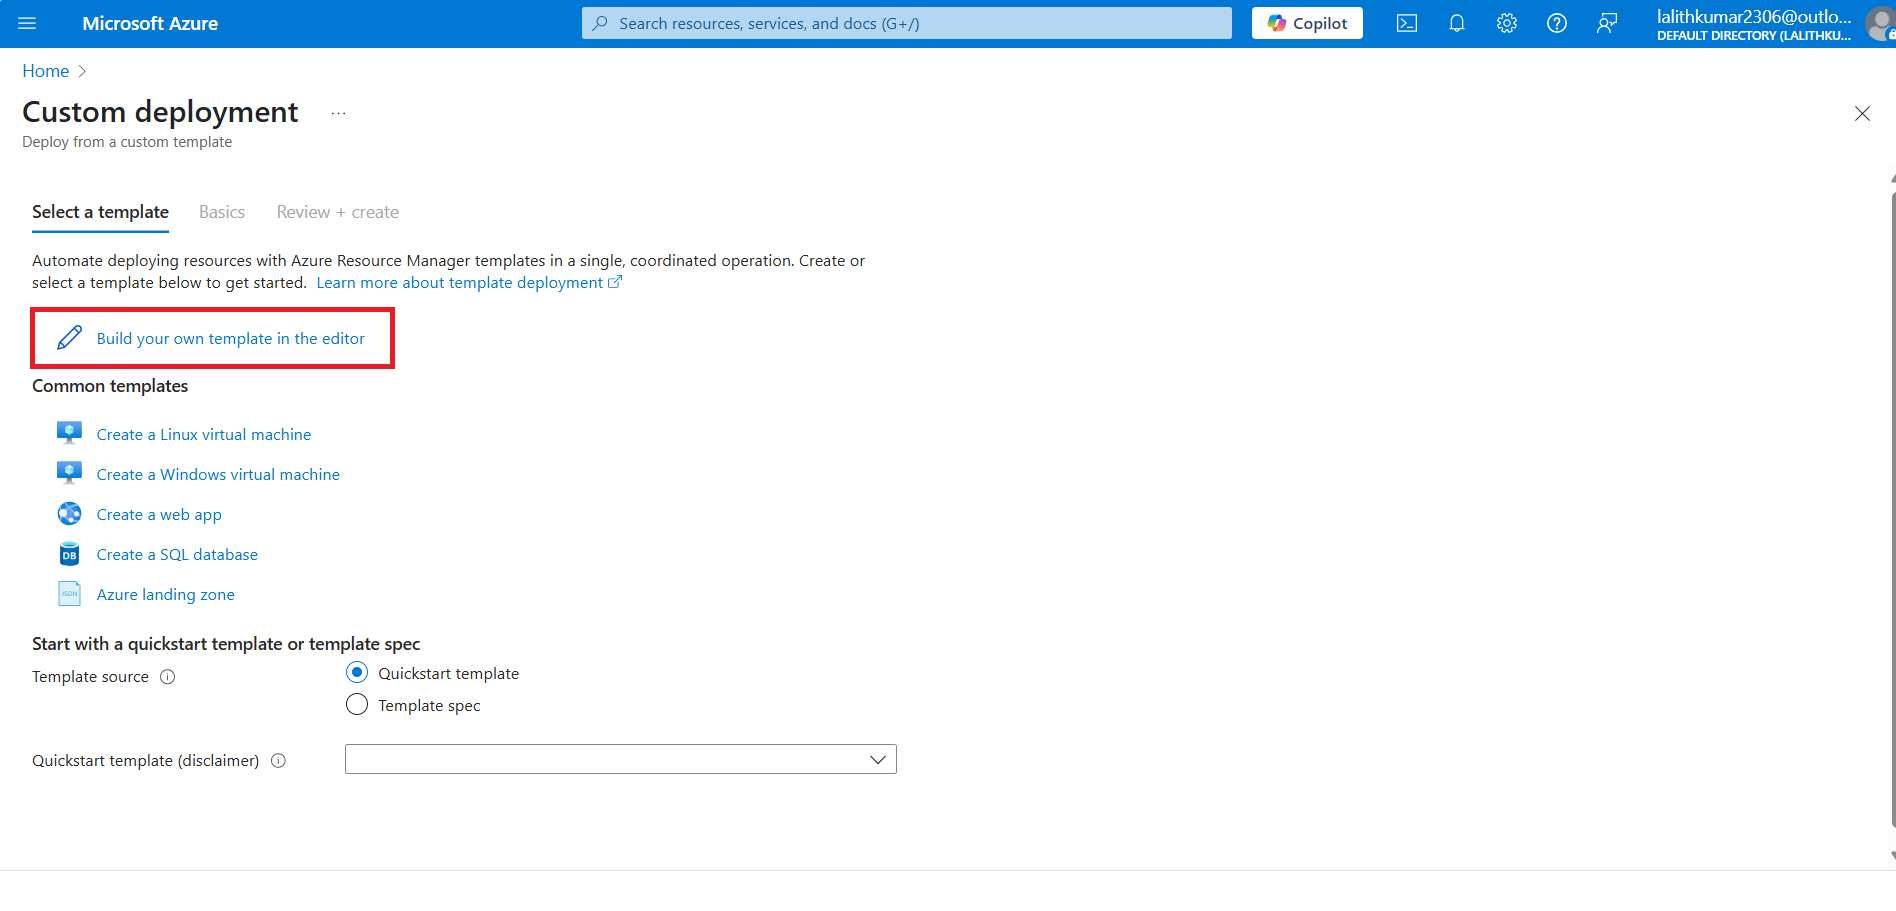 Microsoft Azure
Search resources, services, and docs (G+/)
Copilot
lalithkumar2306@outlo...
DEFAULT DIRECTORY (LALITHKU...
Home
Custom deployment
...
Deploy from a custom template
Select a template
Basics
Review + create
Automate deploying resources with Azure Resource Manager templates in a single, coordinated operation. Create or
select a template below to get started. Learn more about template deployment
Build your own template in the editor
Common templates
Create a Linux virtual machine
Create a Windows virtual machine
Create a web app
DB
Create a SQL database
JSON
Azure landing zone
Start with a quickstart template or template spec
Template source
Quickstart template
Template spec
Quickstart template (disclaimer)